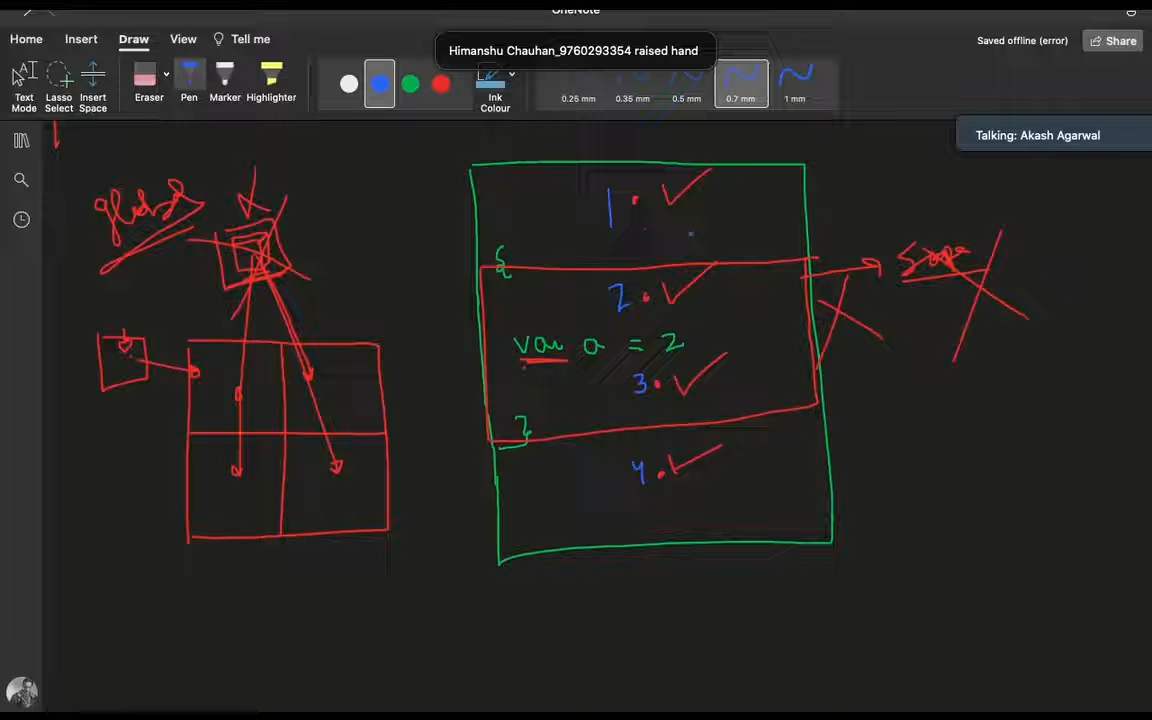 OneNote
Home Insert Draw View Tell me
Himanshu Chauhan_9760293354 raised hand
Saved offline (error) Share
Text Mode
Lasso Select
Insert Space
Eraser
Pen
Marker
Highlighter
Ink Colour
0.25 mm 0.35 mm 0.5 mm 0.7 mm 1 mm
Talking: Akash Agarwal
global
1.
{
2.
var a = 2
3.
}
4.
Scope